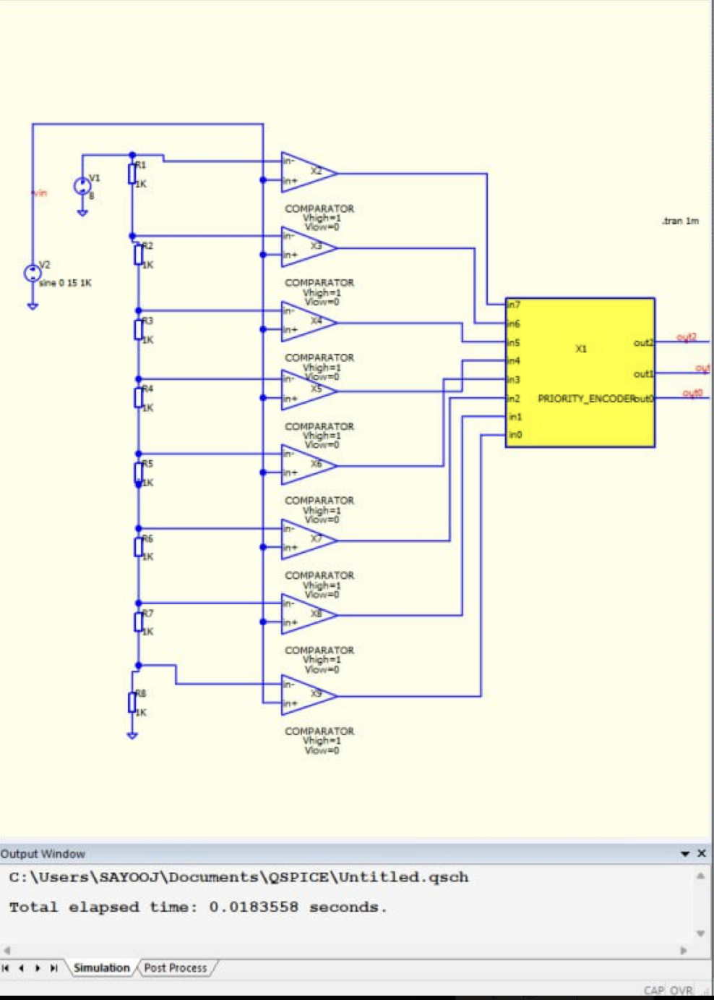 in-
R1
X2
V1
1K
in+
vin
8
COMPARATOR
Vhigh=1
Vlow=0
.tran 1m
in-
R2
X3
in+
V2
1K
sine 0 15 1K
COMPARATOR
Vhigh=1
Vlow=0
in7
in-
R3
X4
in6
in+
1K
out2
in5
out2
X1
COMPARATOR
Vhigh=1
in4
Vlow=0
out
in-
in3
out1
R4
X5
in+
1K
in2
PRIORITY_ENCODER
out0
out0
in1
COMPARATOR
Vhigh=1
in0
Vlow=0
in-
R5
X6
in+
1K
COMPARATOR
Vhigh=1
Vlow=0
in-
R6
X7
in+
1K
COMPARATOR
Vhigh=1
Vlow=0
in-
R7
X8
in+
1K
COMPARATOR
Vhigh=1
Vlow=0
in-
R8
X9
in+
1K
COMPARATOR
Vhigh=1
Vlow=0
Output Window
C:\Users\SAYOOJ\Documents\QSPICE\Untitled.qsch
Total elapsed time: 0.0183558 seconds.
Simulation
Post Process
CAP OVR